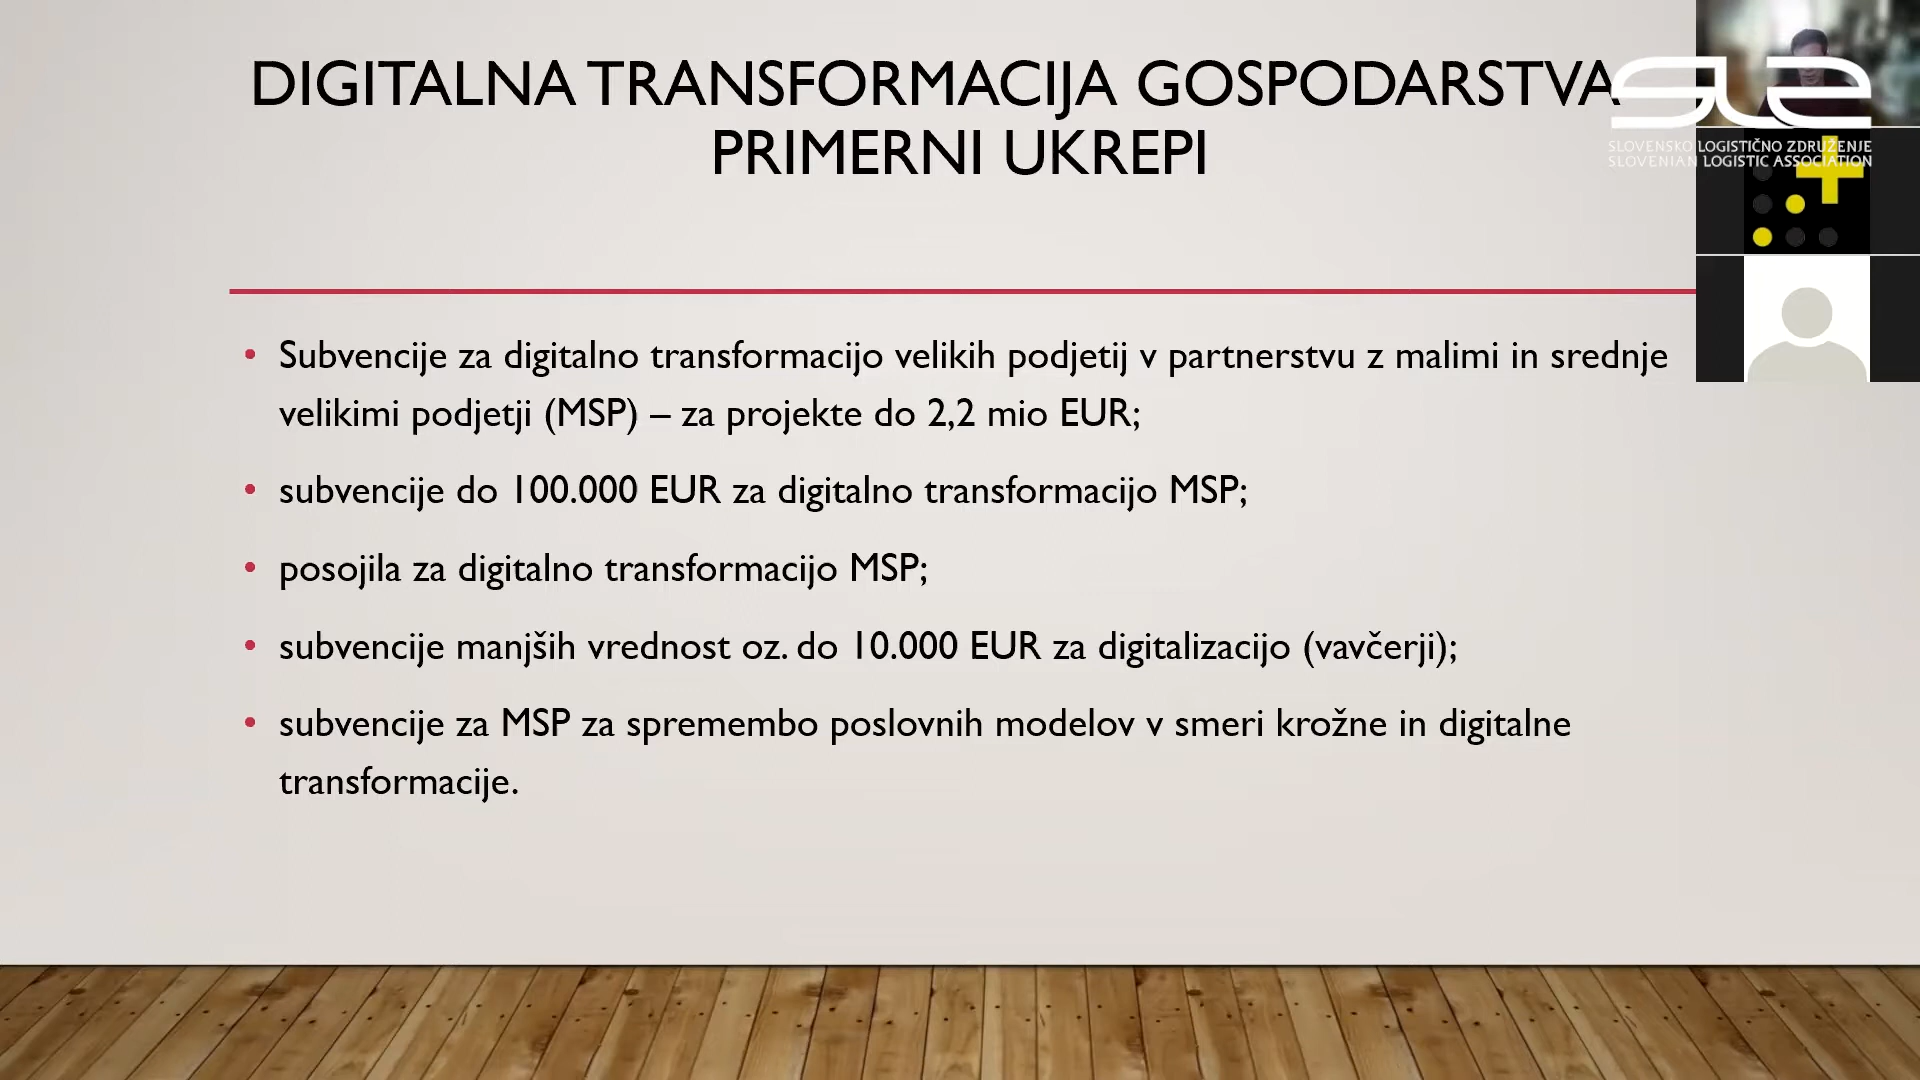 DIGITALNA TRANSFORMACIJA GOSPODARSTVA
PRIMERNI UKREPI
SLOVENSKO LOGISTIČNO ZDRUŽENJE
SLOVENIAN LOGISTIC ASSOCIATION
• Subvencije za digitalno transformacijo velikih podjetij v partnerstvu z malimi in srednje
velikimi podjetji (MSP) – za projekte do 2,2 mio EUR;
• subvencije do 100.000 EUR za digitalno transformacijo MSP;
• posojila za digitalno transformacijo MSP;
• subvencije manjših vrednost oz. do 10.000 EUR za digitalizacijo (vavčerji);
• subvencije za MSP za spremembo poslovnih modelov v smeri krožne in digitalne
transformacije.